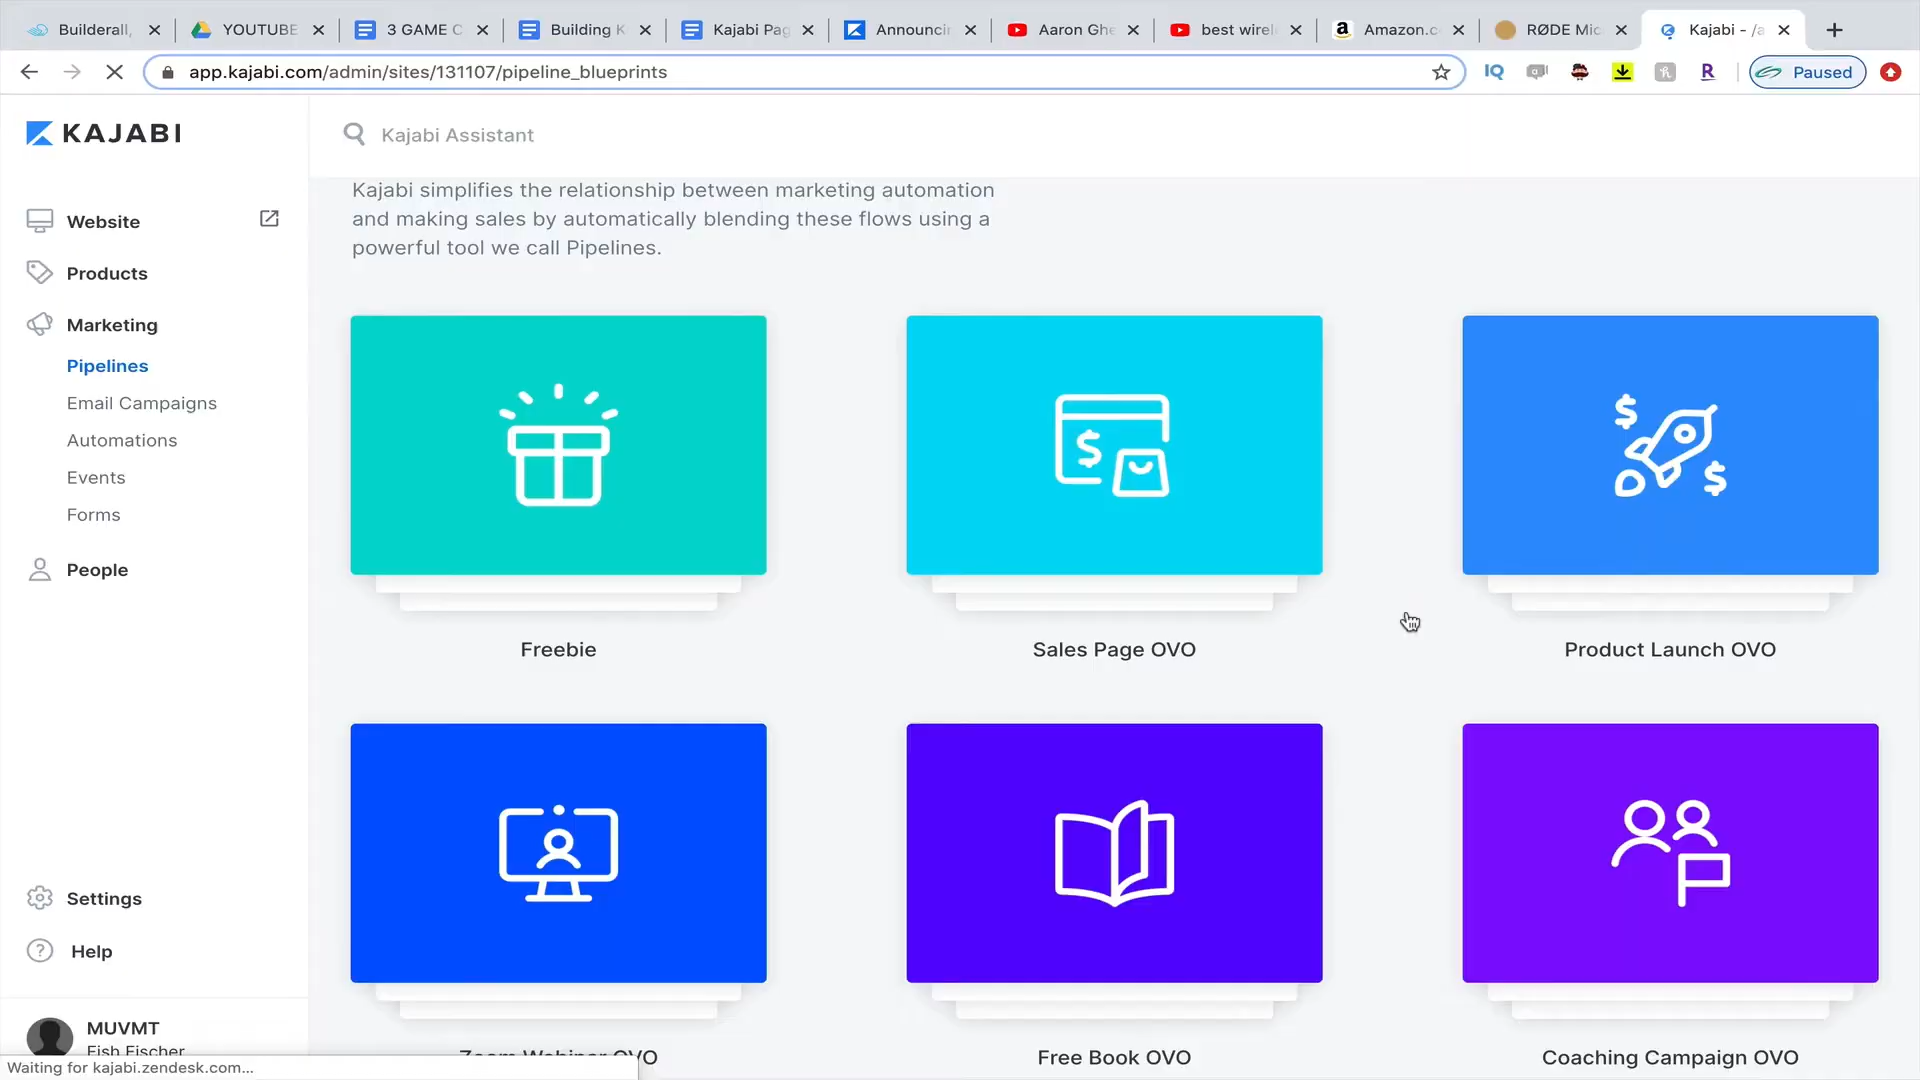 Builderall,
YOUTUBE
3 GAME C
Building K
Kajabi Pag
Announcin
Aaron Ghe
best wirel
Amazon.c
RØDE Mic
Kajabi - /a
app.kajabi.com/admin/sites/131107/pipeline_blueprints
IQ
R
Paused
KAJABI
Kajabi Assistant
Website
Products
Marketing
Pipelines
Email Campaigns
Automations
Events
Forms
People
Settings
Help
MUVMT
Fish Fischer
Waiting for kajabi.zendesk.com...
Kajabi simplifies the relationship between marketing automation
and making sales by automatically blending these flows using a
powerful tool we call Pipelines.
Freebie
Sales Page OVO
Product Launch OVO
Zoom Webinar OVO
Free Book OVO
Coaching Campaign OVO